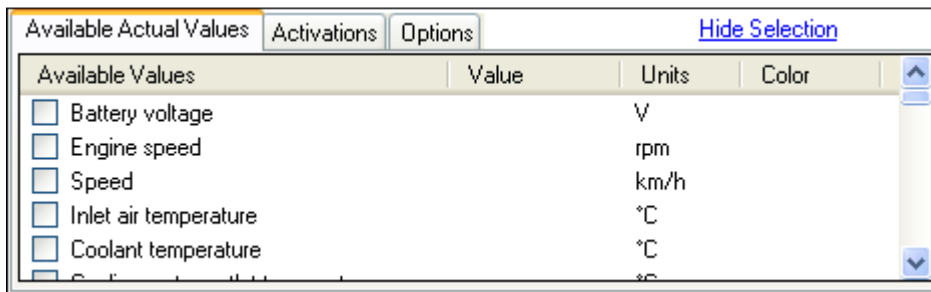 Available Actual Values Activations Options Hide Selection
Available Values Value Units Color
Battery voltage V
Engine speed rpm
Speed km/h
Inlet air temperature °C
Coolant temperature °C
°C